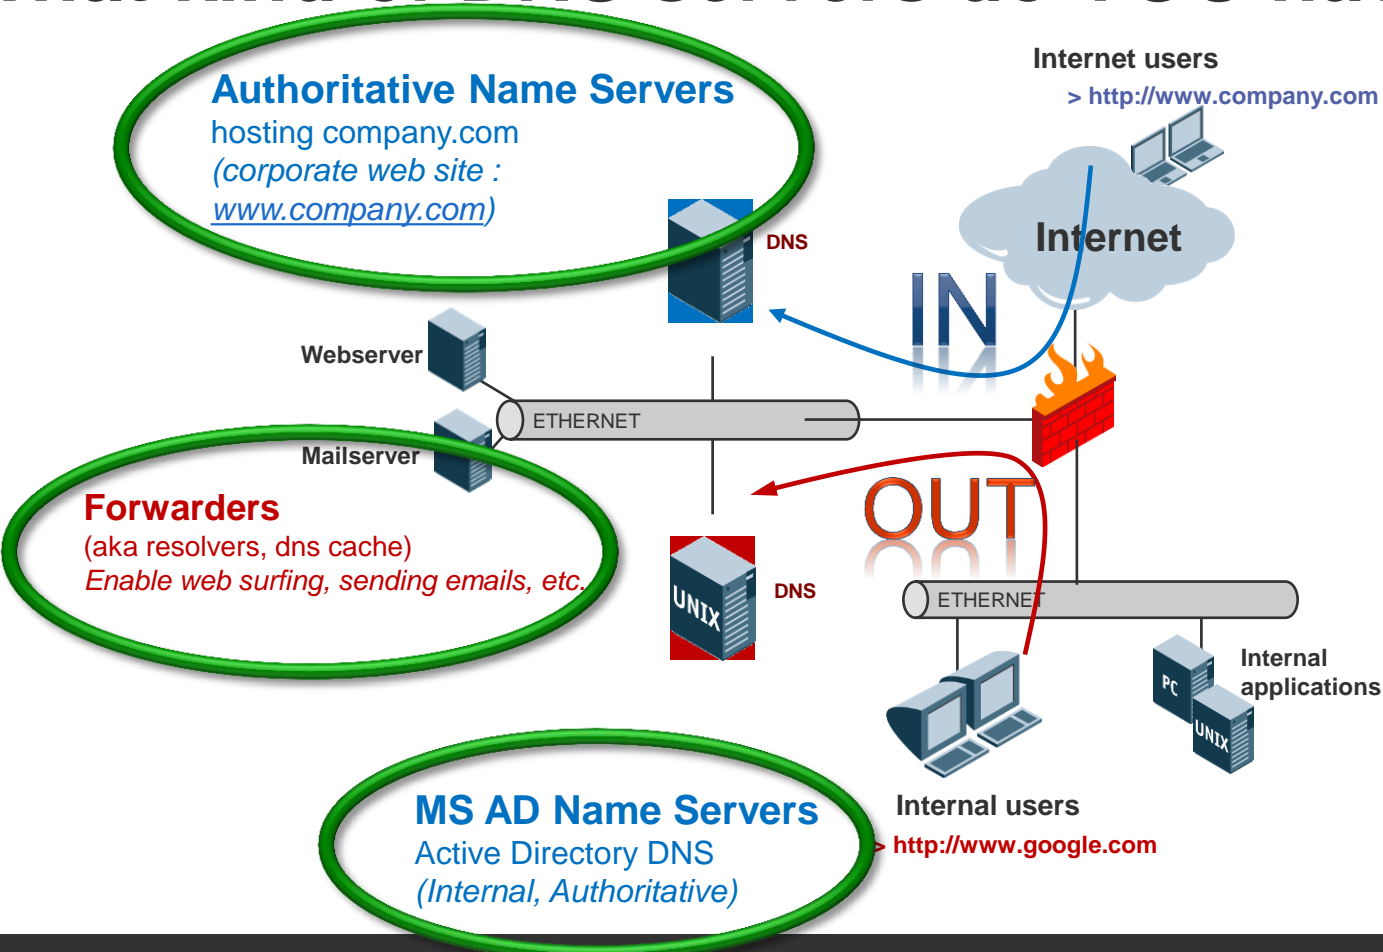 Authoritative Name Servers
hosting company.com
(corporate web site :
www.company.com)
Internet users
> http://www.company.com
DNS
Internet
IN
Webserver
ETHERNET
Mailserver
OUT
Forwarders
(aka resolvers, dns cache)
Enable web surfing, sending emails, etc.
UNIX
DNS
ETHERNET
PC
UNIX
Internal
applications
MS AD Name Servers
Active Directory DNS
(Internal, Authoritative)
Internal users
> http://www.google.com